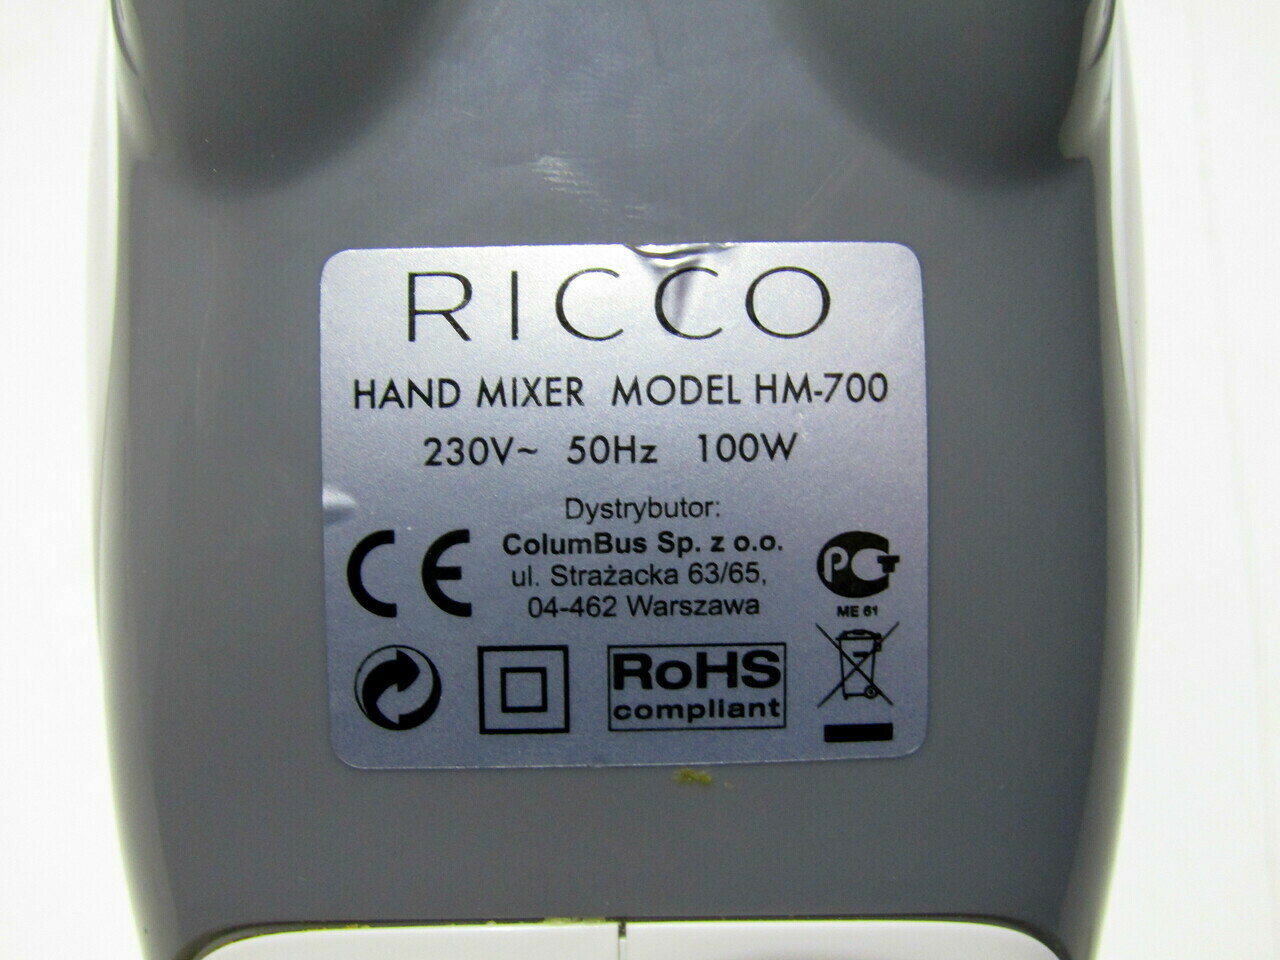 RICCO
HAND MIXER MODEL HM-700
230V~ 50Hz 100W
Dystrybutor:
ColumBus Sp. z o.o.
ul. Strażacka 63/65,
04-462 Warszawa
CE
РСТ
ME 61
RoHS
compliant